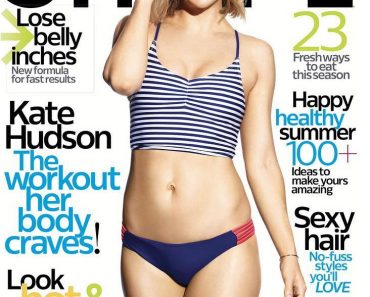 Lose
belly
inches
New formula
for fast results
Kate
Hudson
The
workout
her
body
craves!
Look
23
Fresh ways
to eat
this season
Happy
healthy
summer
100+
Ideas to
make yours
amazing
Sexy
hair
No-fuss
styles
you'll
LOVE